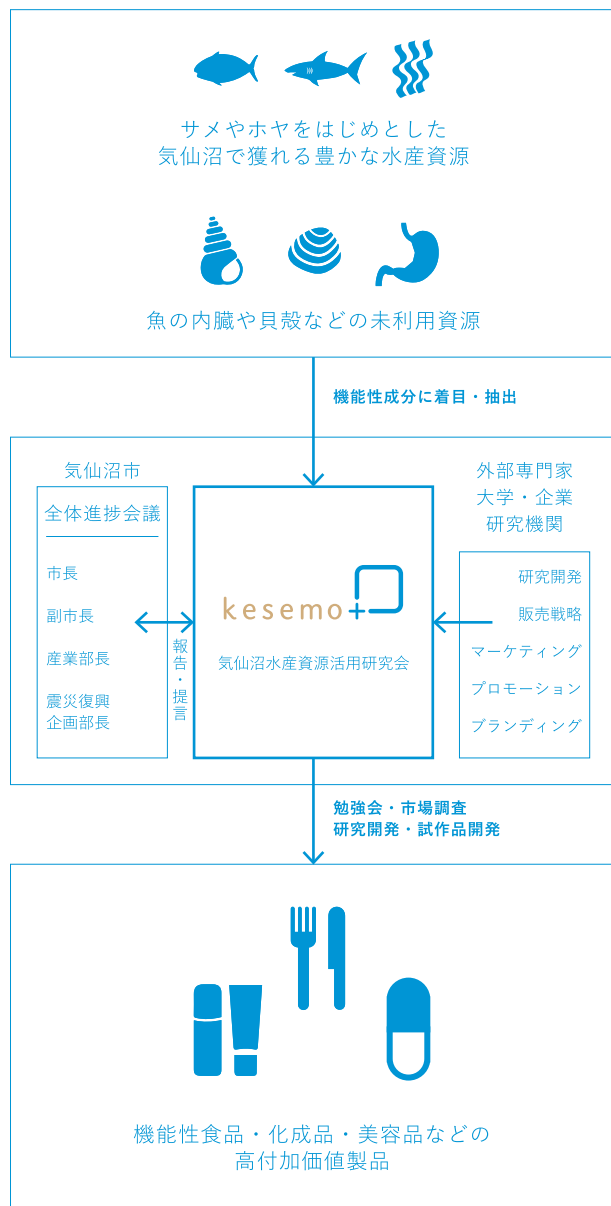 サメやホヤをはじめとした
気仙沼で獲れる豊かな水産資源
魚の内臓や貝殻などの未利用資源
機能性成分に着目・抽出
気仙沼市
全体進捗会議
市長
副市長
産業部長
震災復興
企画部長
報告・提言
kesemo
気仙沼水産資源活用研究会
外部専門家
大学・企業
研究機関
研究開発
販売戦略
マーケティング
プロモーション
ブランディング
勉強会・市場調査
研究開発・試作品開発
機能性食品・化成品・美容品などの
高付加価値製品